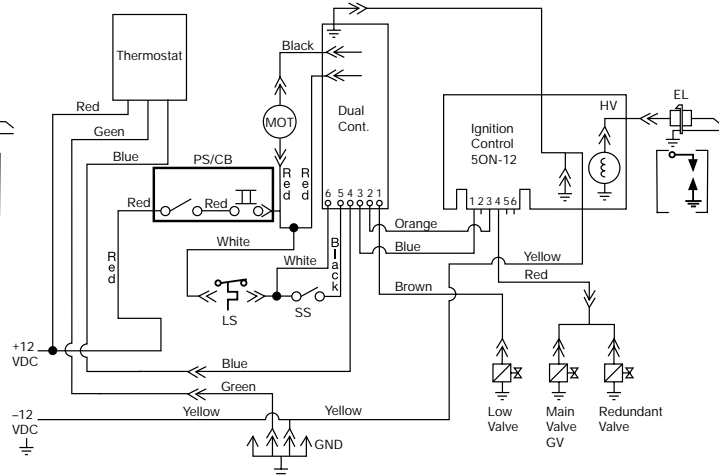 Thermostat
Red
Geen
Blue
Black
MOT
Dual
Cont.
PS/CB
Red
Red
Red
Red
Red
6 5 4 3 2 1
White
White
Black
LS
SS
Orange
Blue
Brown
Ignition
Control
5ON-12
HV
EL
1 2 3 4 5 6
Yellow
Red
+12
VDC
Blue
Green
−12
VDC
Yellow
Yellow
GND
Low
Valve
Main
Valve
GV
Redundant
Valve